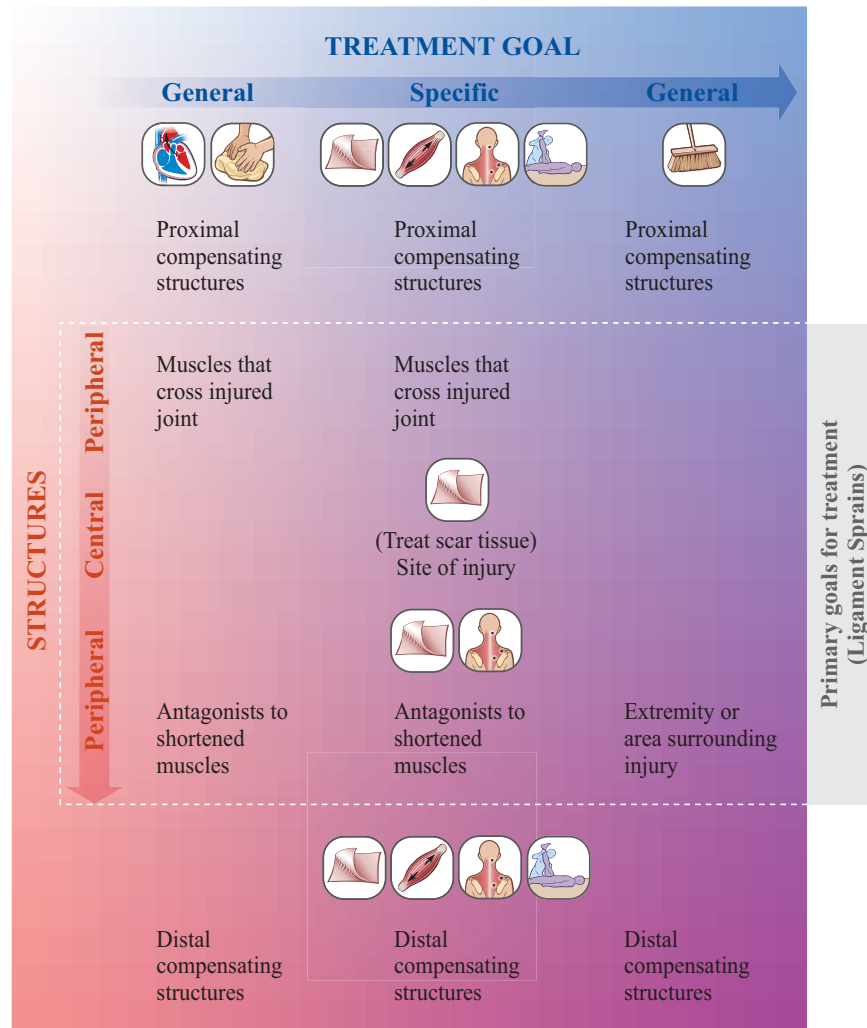 TREATMENT GOAL
General
Specific
General
Proximal
compensating
structures
Proximal
compensating
structures
Proximal
compensating
structures
STRUCTURES
Peripheral
Central
Peripheral
Muscles that
cross injured
joint
Muscles that
cross injured
joint
(Treat scar tissue)
Site of injury
Antagonists to
shortened
muscles
Antagonists to
shortened
muscles
Extremity or
area surrounding
injury
Distal
compensating
structures
Distal
compensating
structures
Distal
compensating
structures
Primary goals for treatment
(Ligament Sprains)